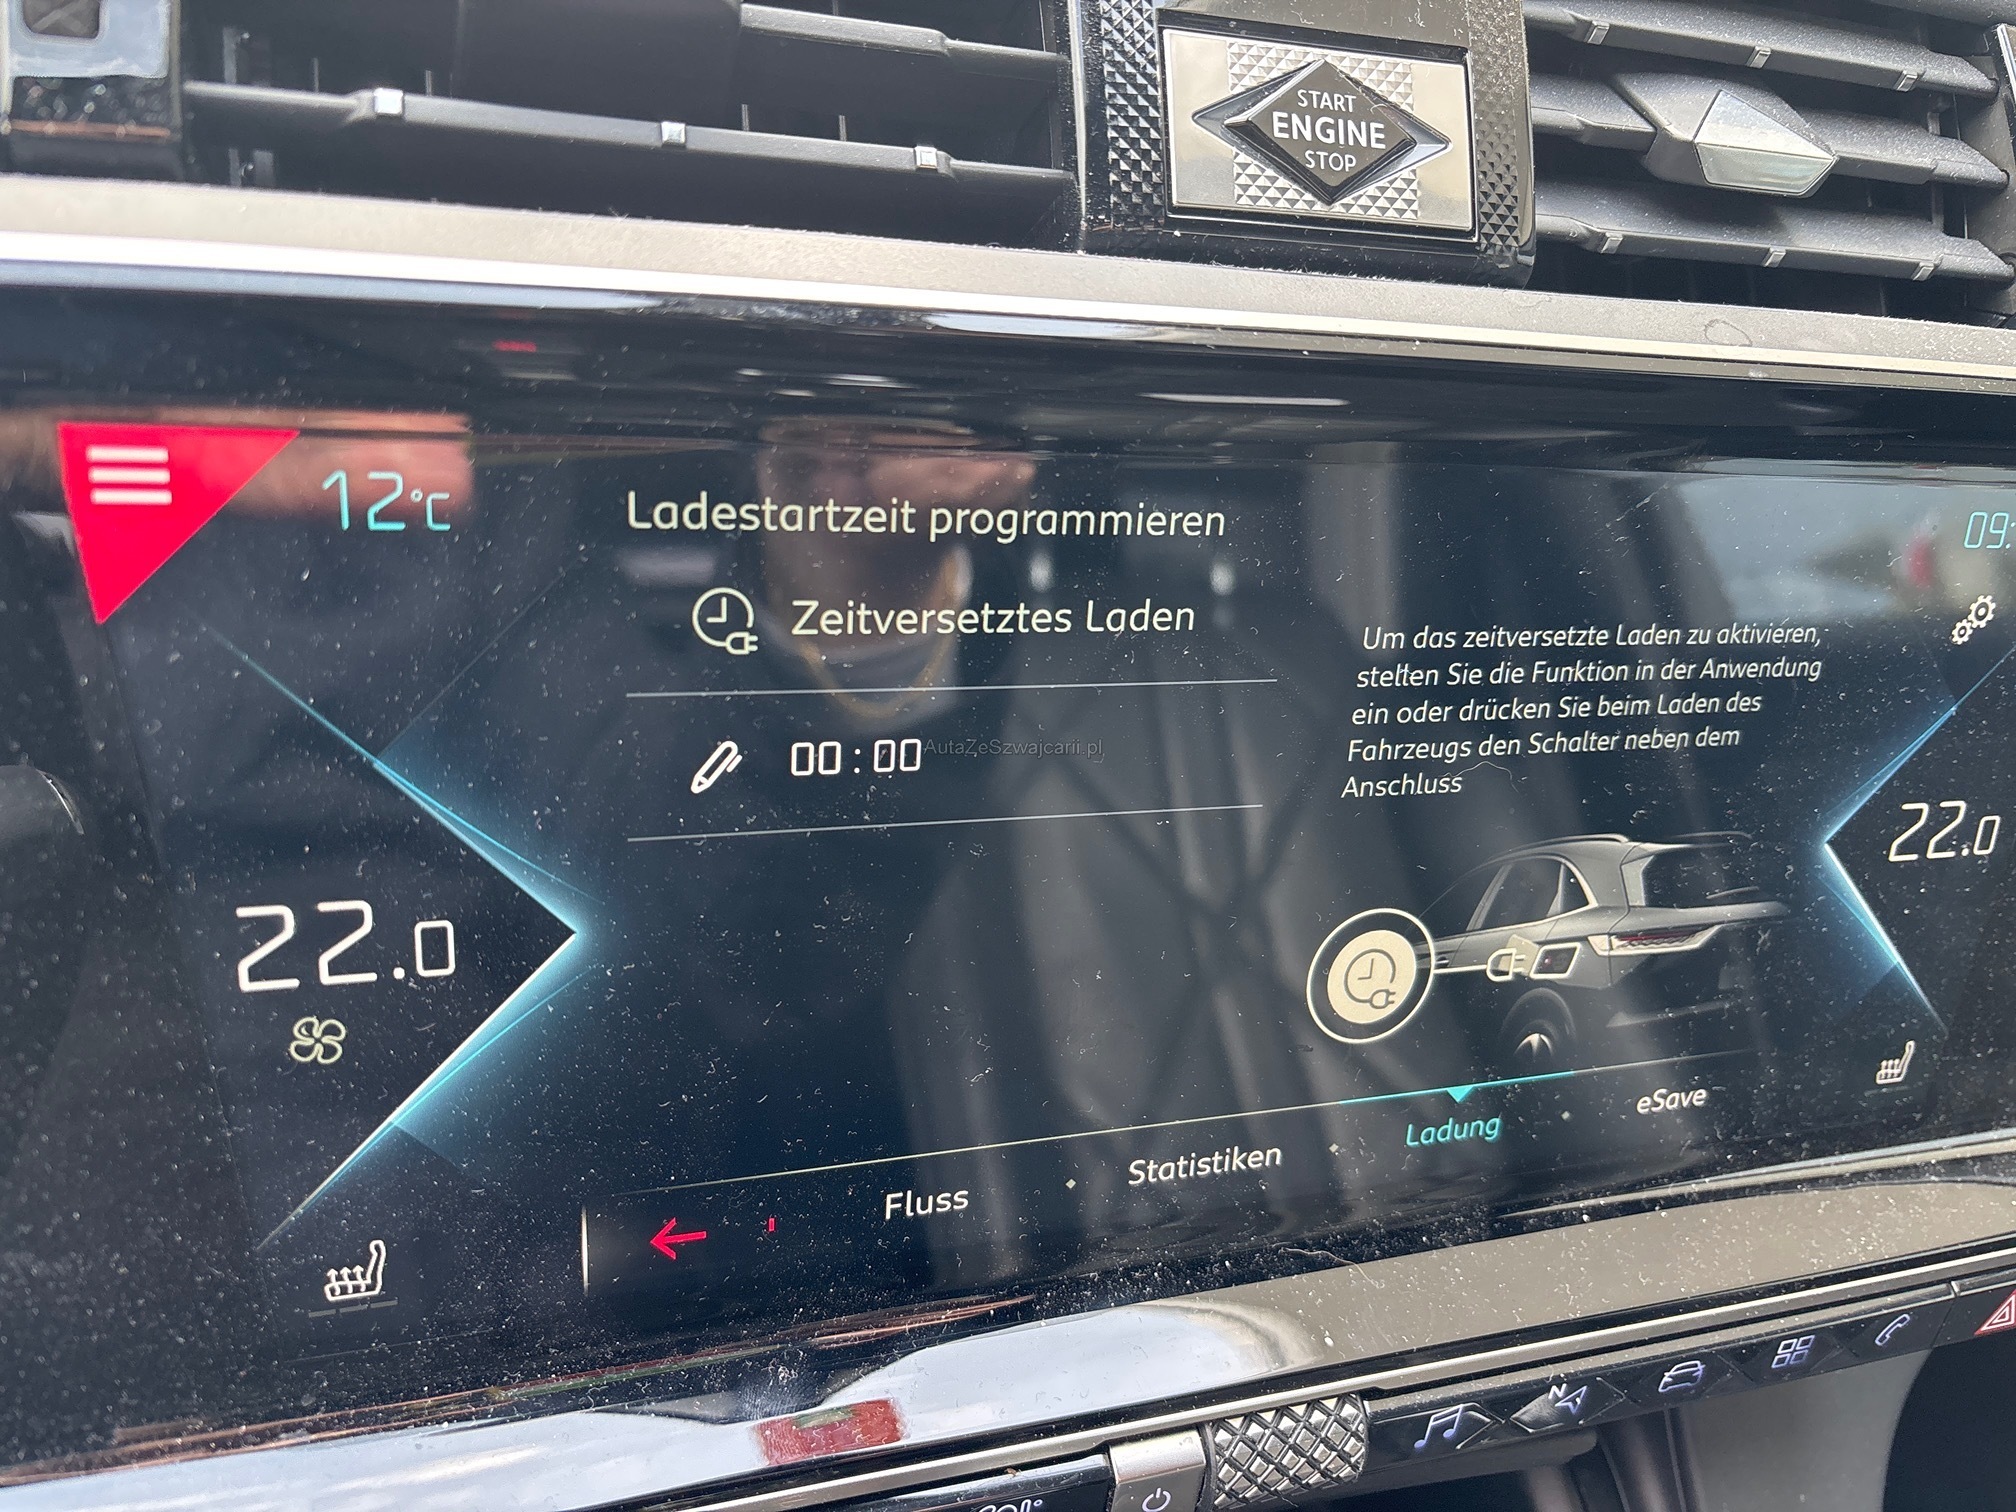 START
ENGINE
STOP
12°C
Ladestartzeit programmieren
09:
Zeitversetztes Laden
Um das zeitversetzte Laden zu aktivieren,
stellen Sie die Funktion in der Anwendung
ein oder drücken Sie beim Laden des
Fahrzeugs den Schalter neben dem
Anschluss
00:00
AutaZeSzwajcarii.pl
22.0
22.0
Fluss
Statistiken
Ladung
eSave
N